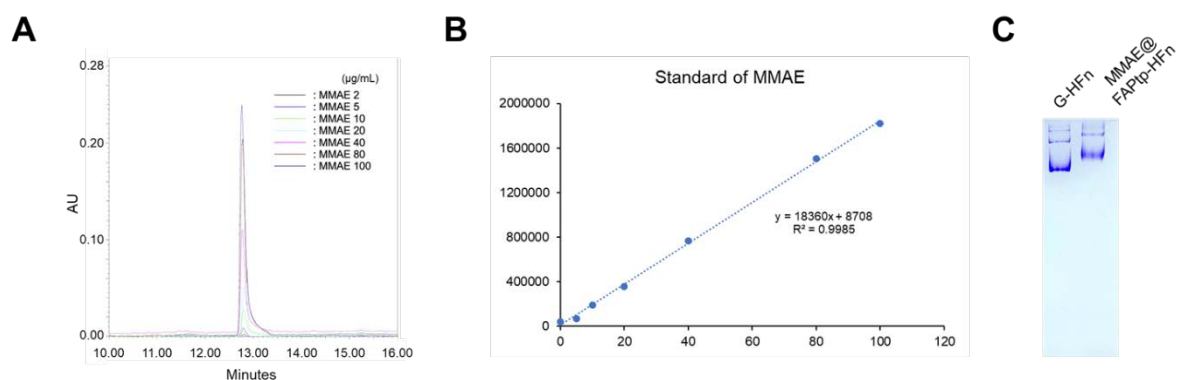 A
0.28
0.20
0.10
0.00
AU
(µg/mL)
: MMAE 2
: MMAE 5
: MMAE 10
: MMAE 20
: MMAE 40
: MMAE 80
: MMAE 100
10.00 11.00 12.00 13.00 14.00 15.00 16.00
Minutes
B
Standard of MMAE
2000000
1600000
1200000
800000
400000
0
y = 18360x + 8708
R² = 0.9985
0 20 40 60 80 100 120
C
G-HFn
MMAE@
FAPtp-HFn